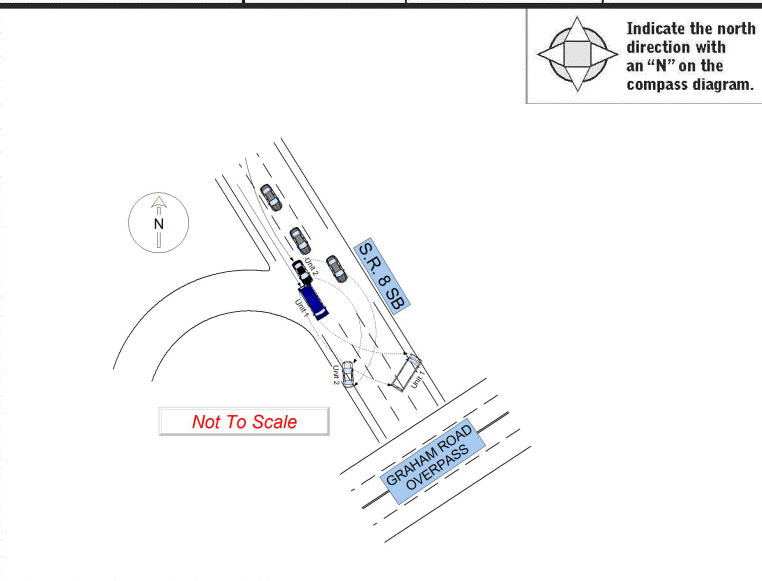 Indicate the north
direction with
an “N” on the
compass diagram.
N
S.R. 8 SB
Unit 2
Unit 1
Unit 2
Unit 1
Not To Scale
GRAHAM ROAD
OVERPASS